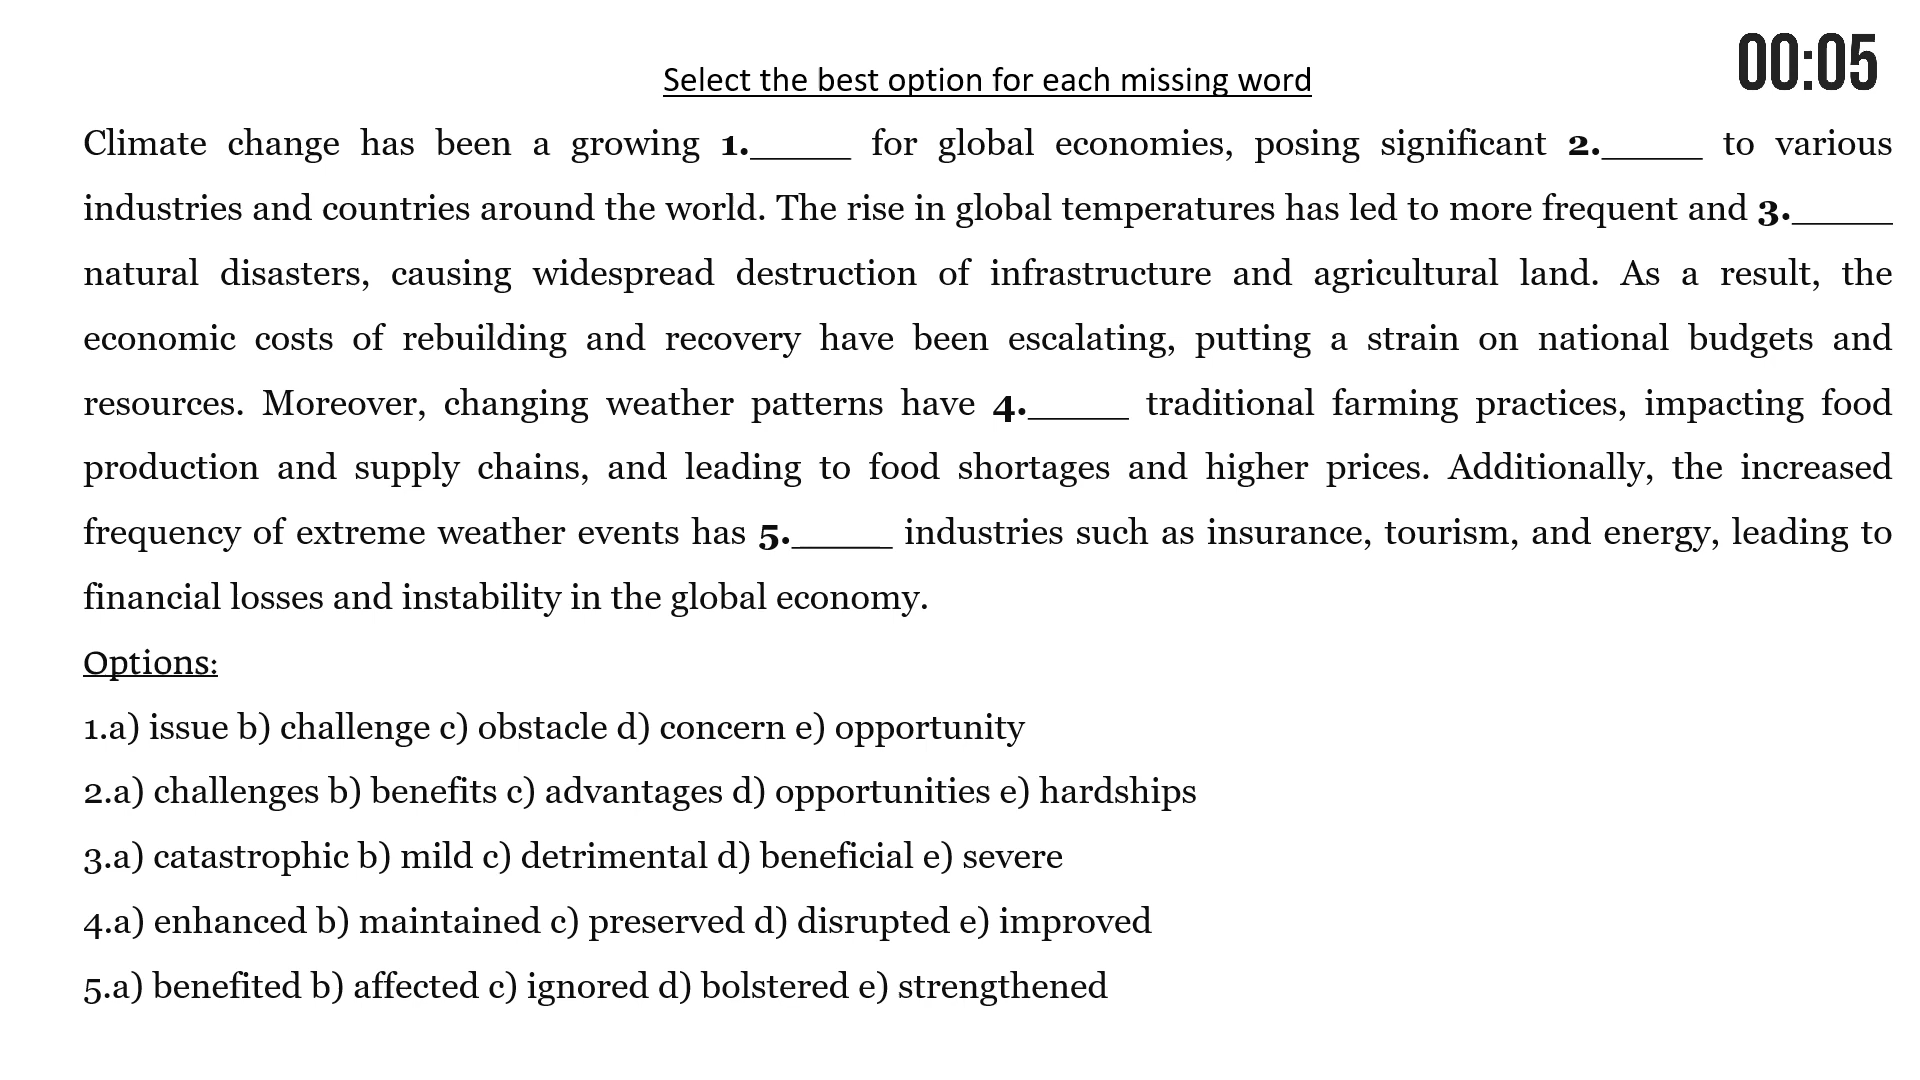 00:05
Select the best option for each missing word
Climate change has been a growing 1._____ for global economies, posing significant 2._____ to various
industries and countries around the world. The rise in global temperatures has led to more frequent and 3._____
natural disasters, causing widespread destruction of infrastructure and agricultural land. As a result, the
economic costs of rebuilding and recovery have been escalating, putting a strain on national budgets and
resources. Moreover, changing weather patterns have 4._____ traditional farming practices, impacting food
production and supply chains, and leading to food shortages and higher prices. Additionally, the increased
frequency of extreme weather events has 5._____ industries such as insurance, tourism, and energy, leading to
financial losses and instability in the global economy.
Options:
1.a) issue b) challenge c) obstacle d) concern e) opportunity
2.a) challenges b) benefits c) advantages d) opportunities e) hardships
3.a) catastrophic b) mild c) detrimental d) beneficial e) severe
4.a) enhanced b) maintained c) preserved d) disrupted e) improved
5.a) benefited b) affected c) ignored d) bolstered e) strengthened